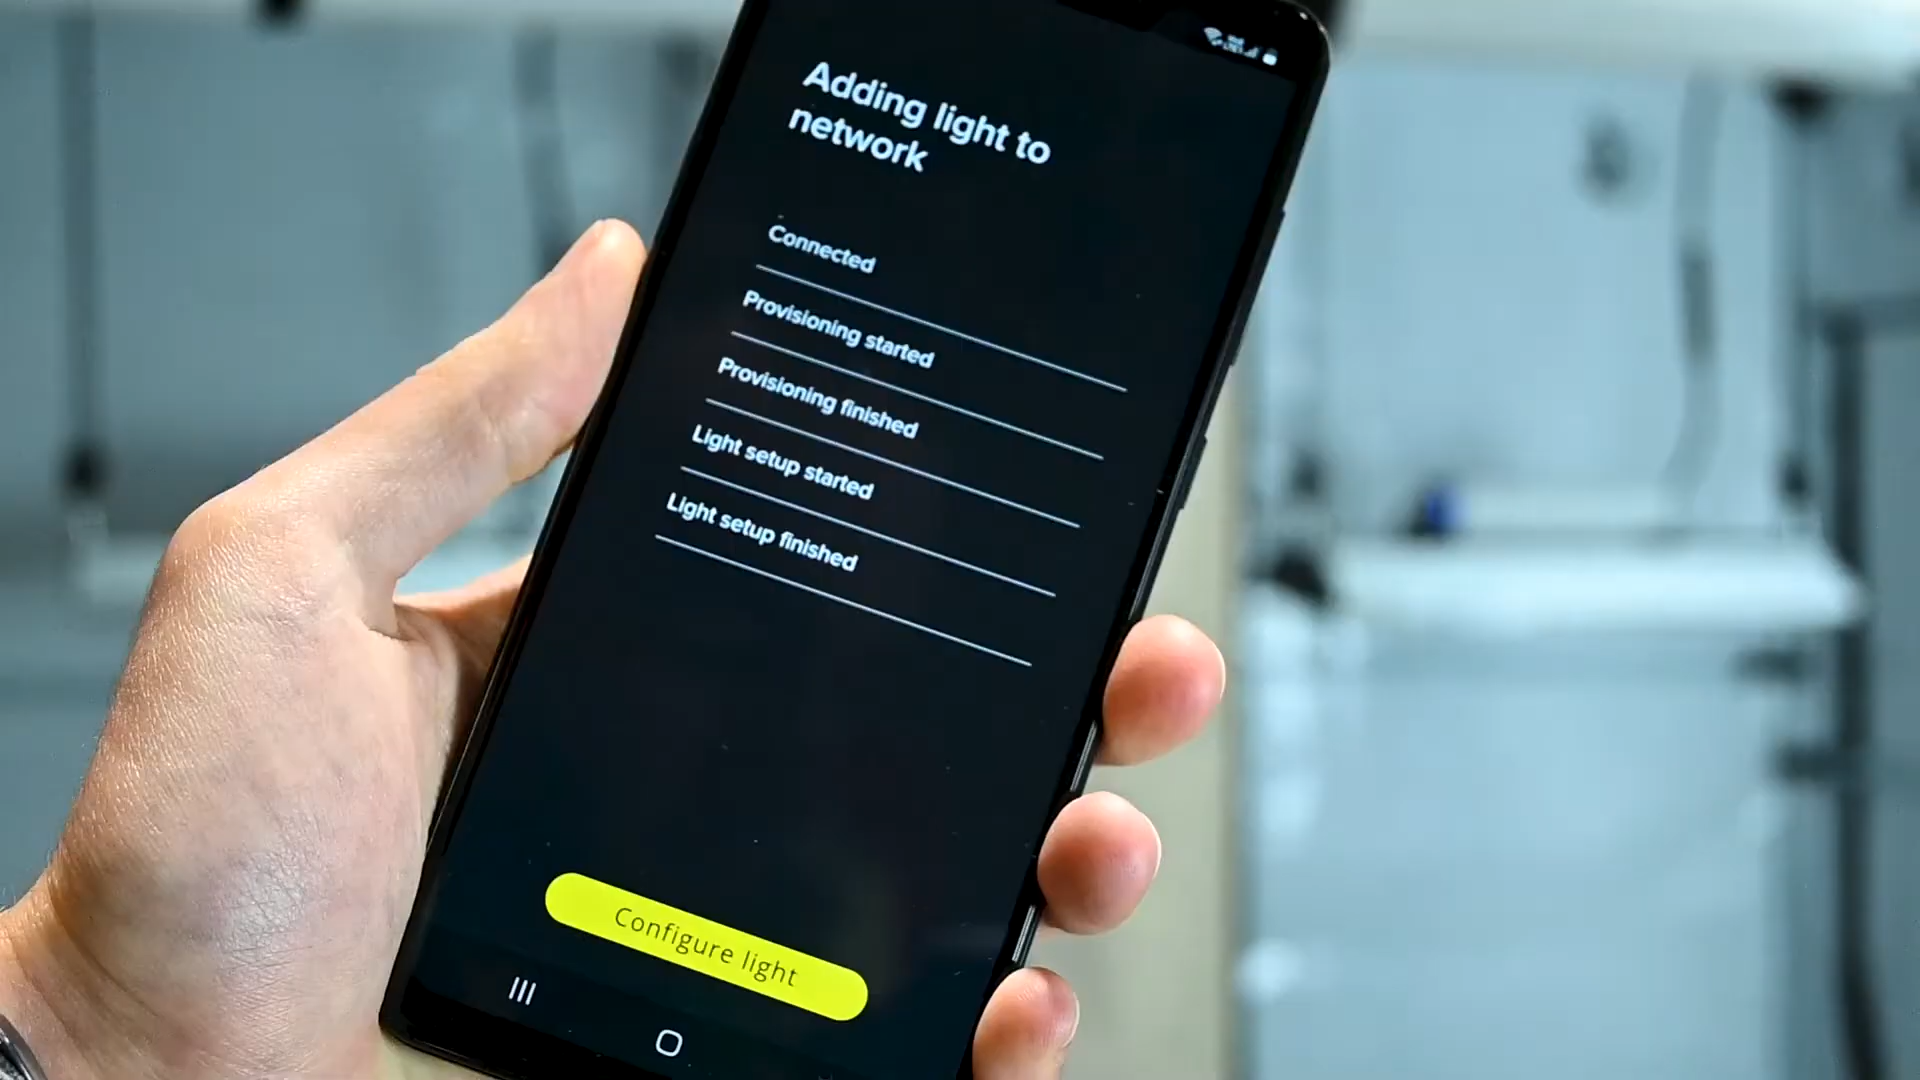 Adding light to
network
Connected
Provisioning started
Provisioning finished
Light setup started
Light setup finished
Configure light